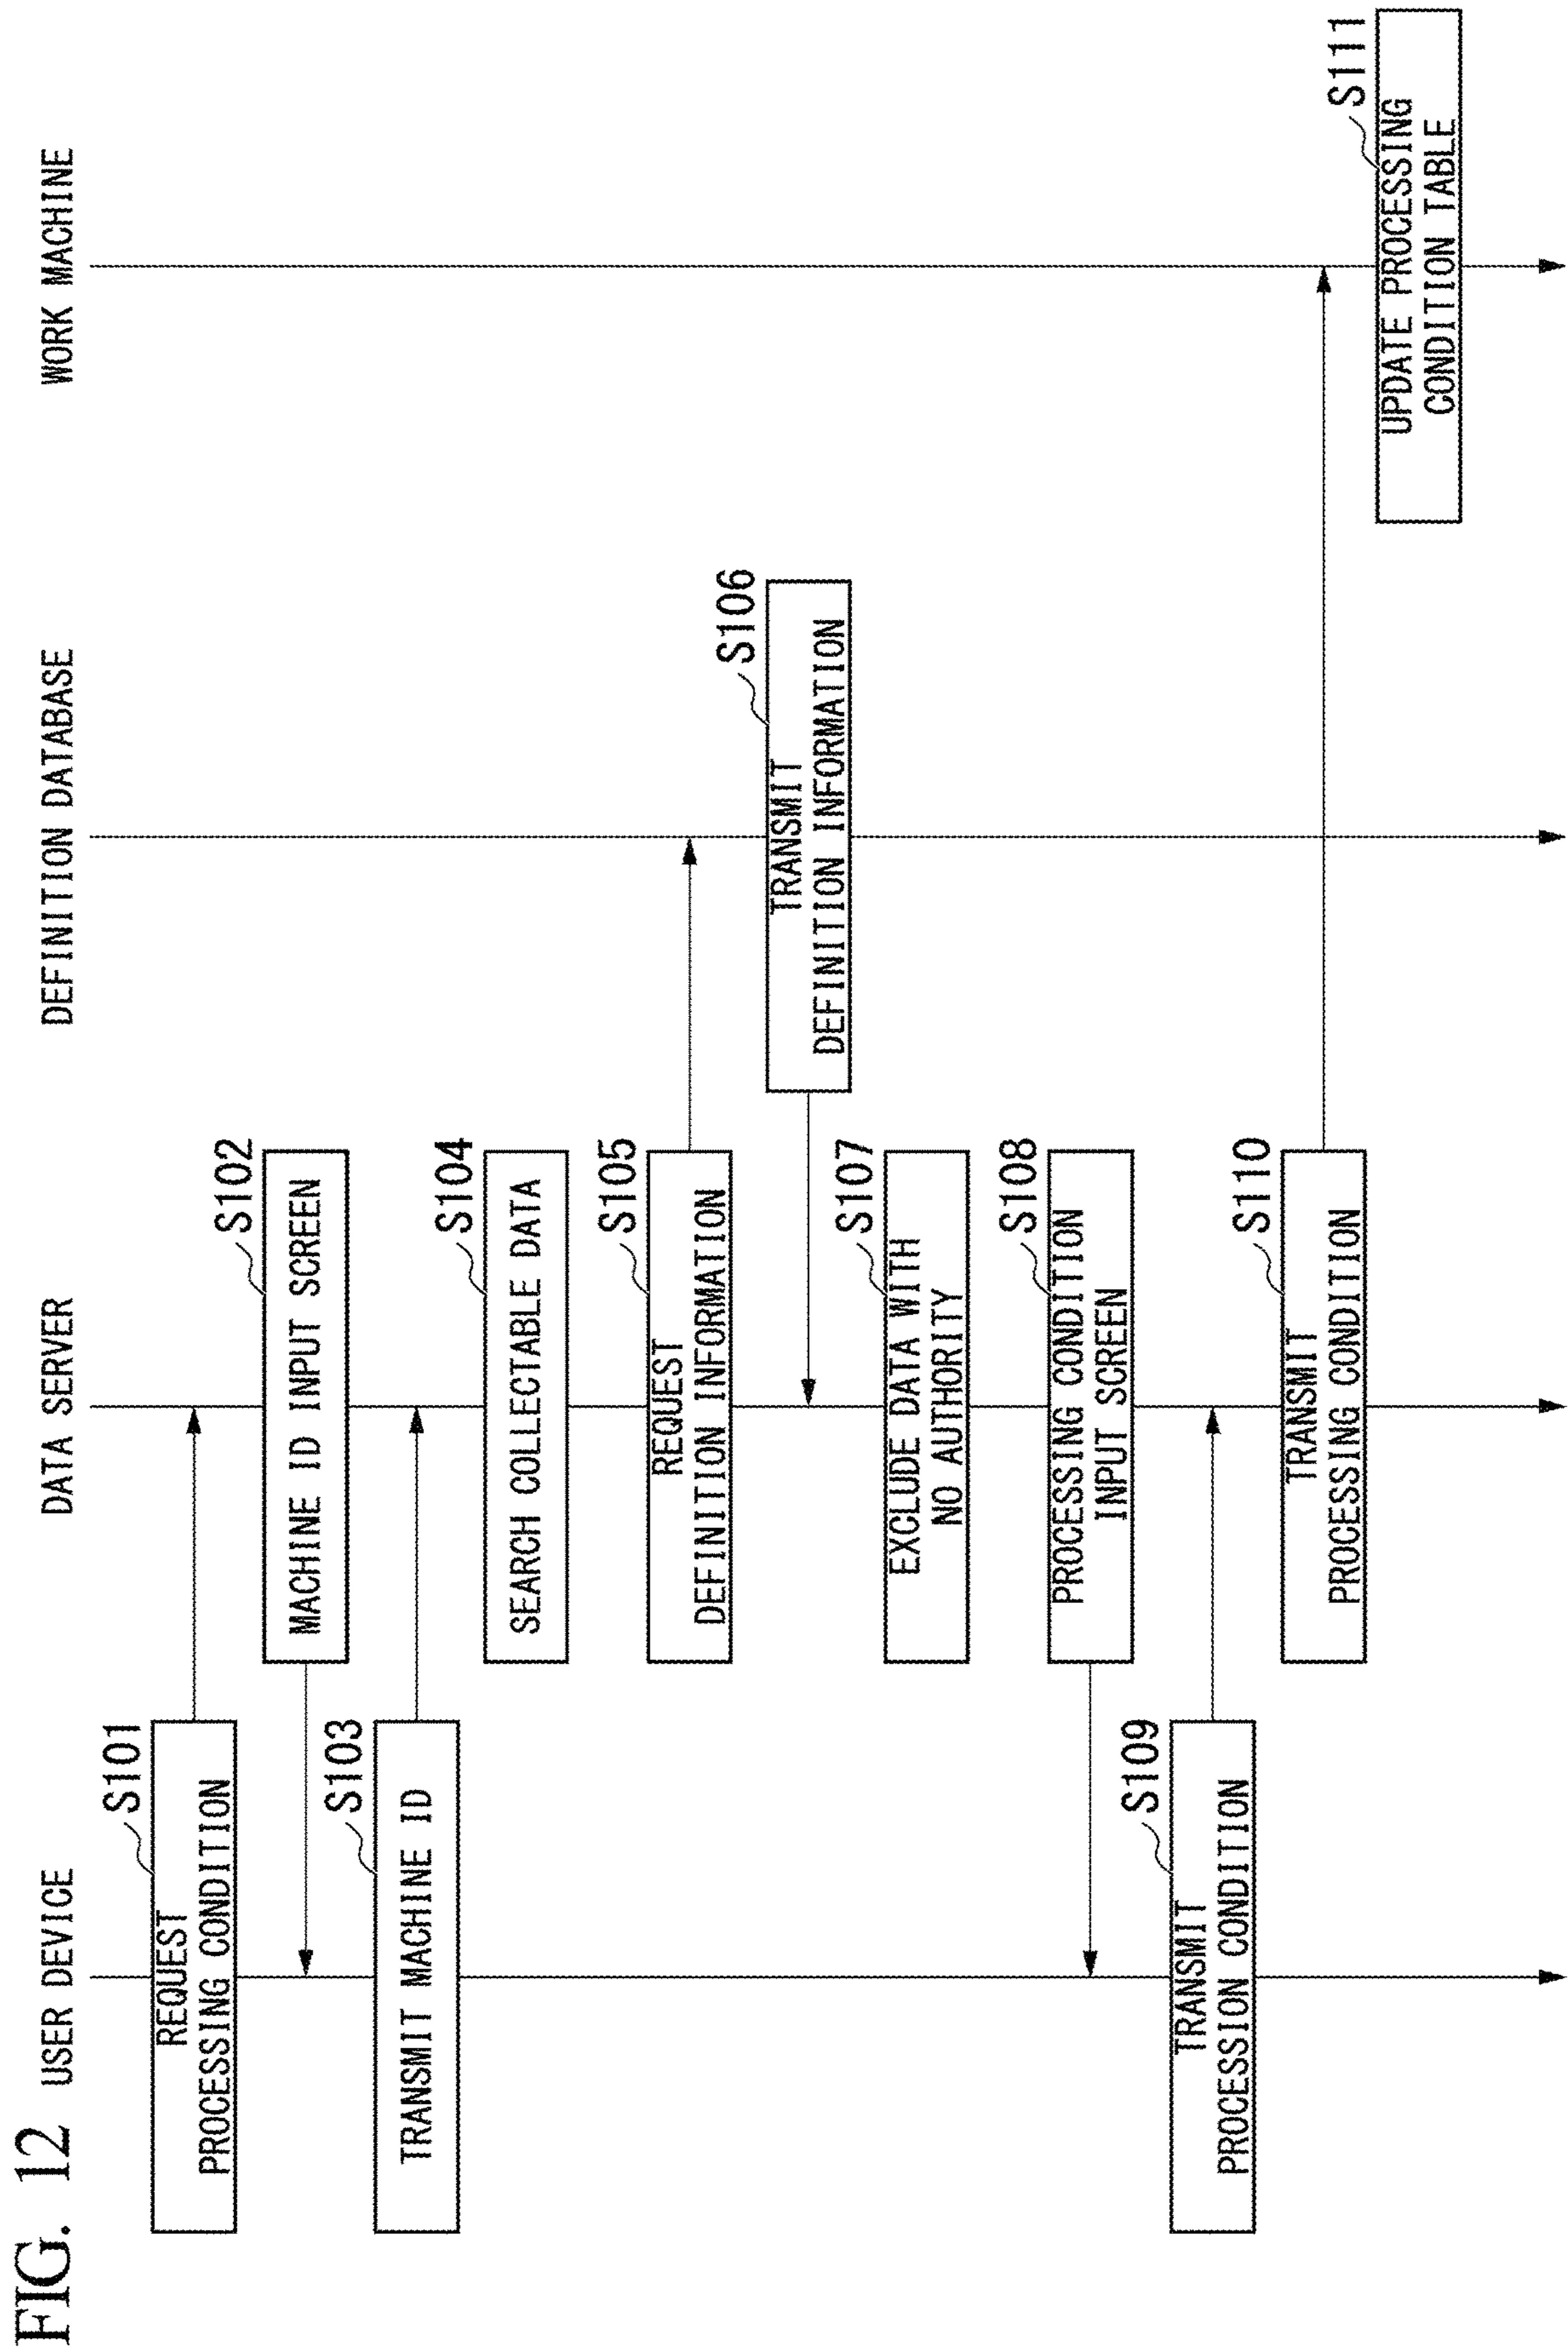 FIG. 12
USER DEVICE
DATA SERVER
DEFINITION DATABASE
WORK MACHINE
S101
REQUEST
PROCESSING CONDITION
S102
MACHINE ID INPUT SCREEN
S103
TRANSMIT MACHINE ID
S104
SEARCH COLLECTABLE DATA
S105
REQUEST
DEFINITION INFORMATION
S106
TRANSMIT
DEFINITION INFORMATION
S107
EXCLUDE DATA WITH
NO AUTHORITY
S108
PROCESSING CONDITION
INPUT SCREEN
S109
TRANSMIT
PROCESSION CONDITION
S110
TRANSMIT
PROCESSING CONDITION
S111
UPDATE PROCESSING
CONDITION TABLE